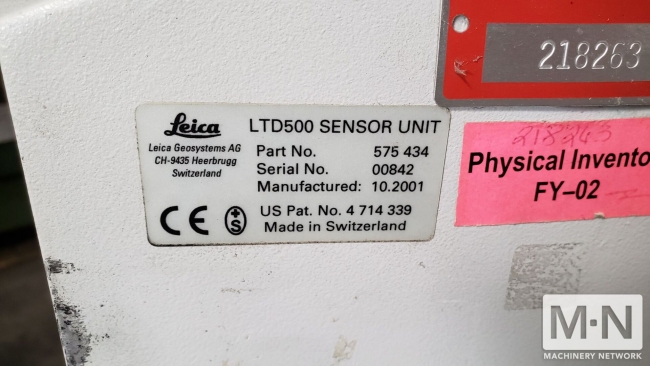 218263
Leica
Leica Geosystems AG
CH-9435 Heerbrugg
Switzerland
LTD500 SENSOR UNIT
Part No. 575 434
Serial No. 00842
Manufactured: 10.2001
CE
S
US Pat. No. 4 714 339
Made in Switzerland
218263
Physical Invento
FY–02
M·N
MACHINERY NETWORK